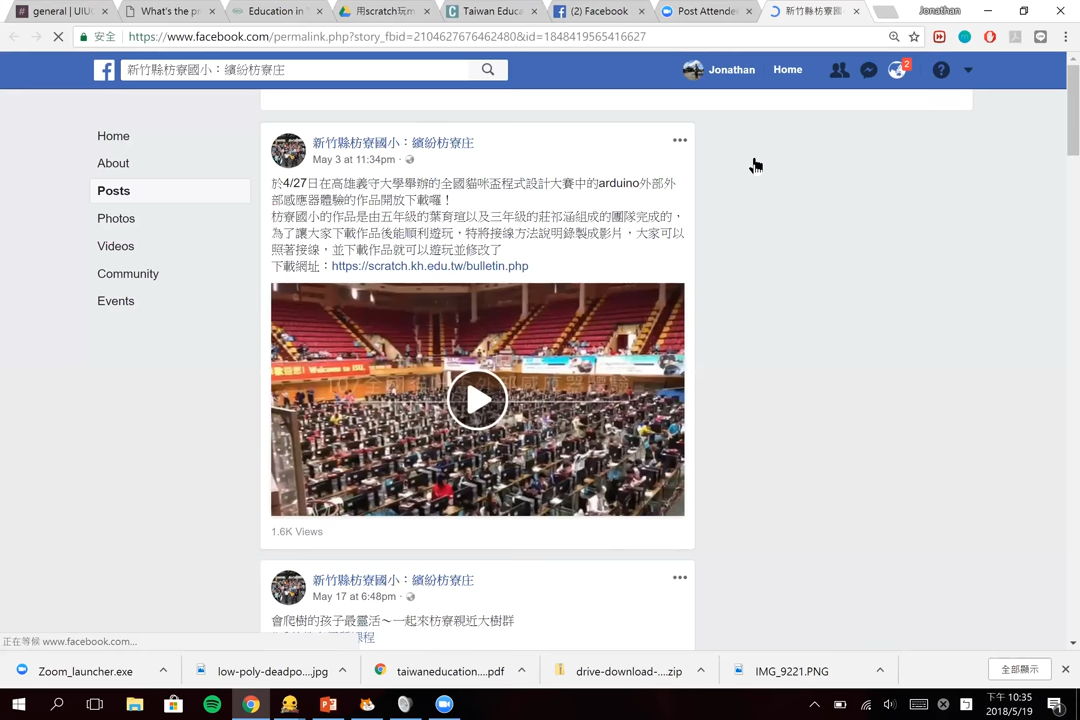 general | UIUC
What's the pr
Education in T
用scratch玩m
Taiwan Educa
(2) Facebook
Post Attende
新竹縣枋寮國
Jonathan
安全
https://www.facebook.com/permalink.php?story_fbid=2104627676462480&id=1848419565416627
新竹縣枋寮國小：繽紛枋寮庄
Jonathan
Home
2
Home
About
Posts
Photos
Videos
Community
Events
新竹縣枋寮國小：繽紛枋寮庄
May 3 at 11:34pm ·
於4/27日在高雄義守大學舉辦的全國貓咪盃程式設計大賽中的arduino外部外
部感應器體驗的作品開放下載囉！
枋寮國小的作品是由五年級的葉育瑄以及三年級的莊祁涵組成的團隊完成的，
為了讓大家下載作品後能順利遊玩，特將接線方法說明錄製成影片，大家可以
照著接線，並下載作品就可以遊玩並修改了
下載網址：https://scratch.kh.edu.tw/bulletin.php
Welcome to ISU.
1.6K Views
新竹縣枋寮國小：繽紛枋寮庄
May 17 at 6:48pm ·
會爬樹的孩子最靈活～一起來枋寮親近大樹群
課程
正在等候 www.facebook.com...
Zoom_launcher.exe
low-poly-deadpo....jpg
taiwaneducation....pdf
drive-download-....zip
IMG_9221.PNG
全部顯示
下午 10:35
2018/5/19
1